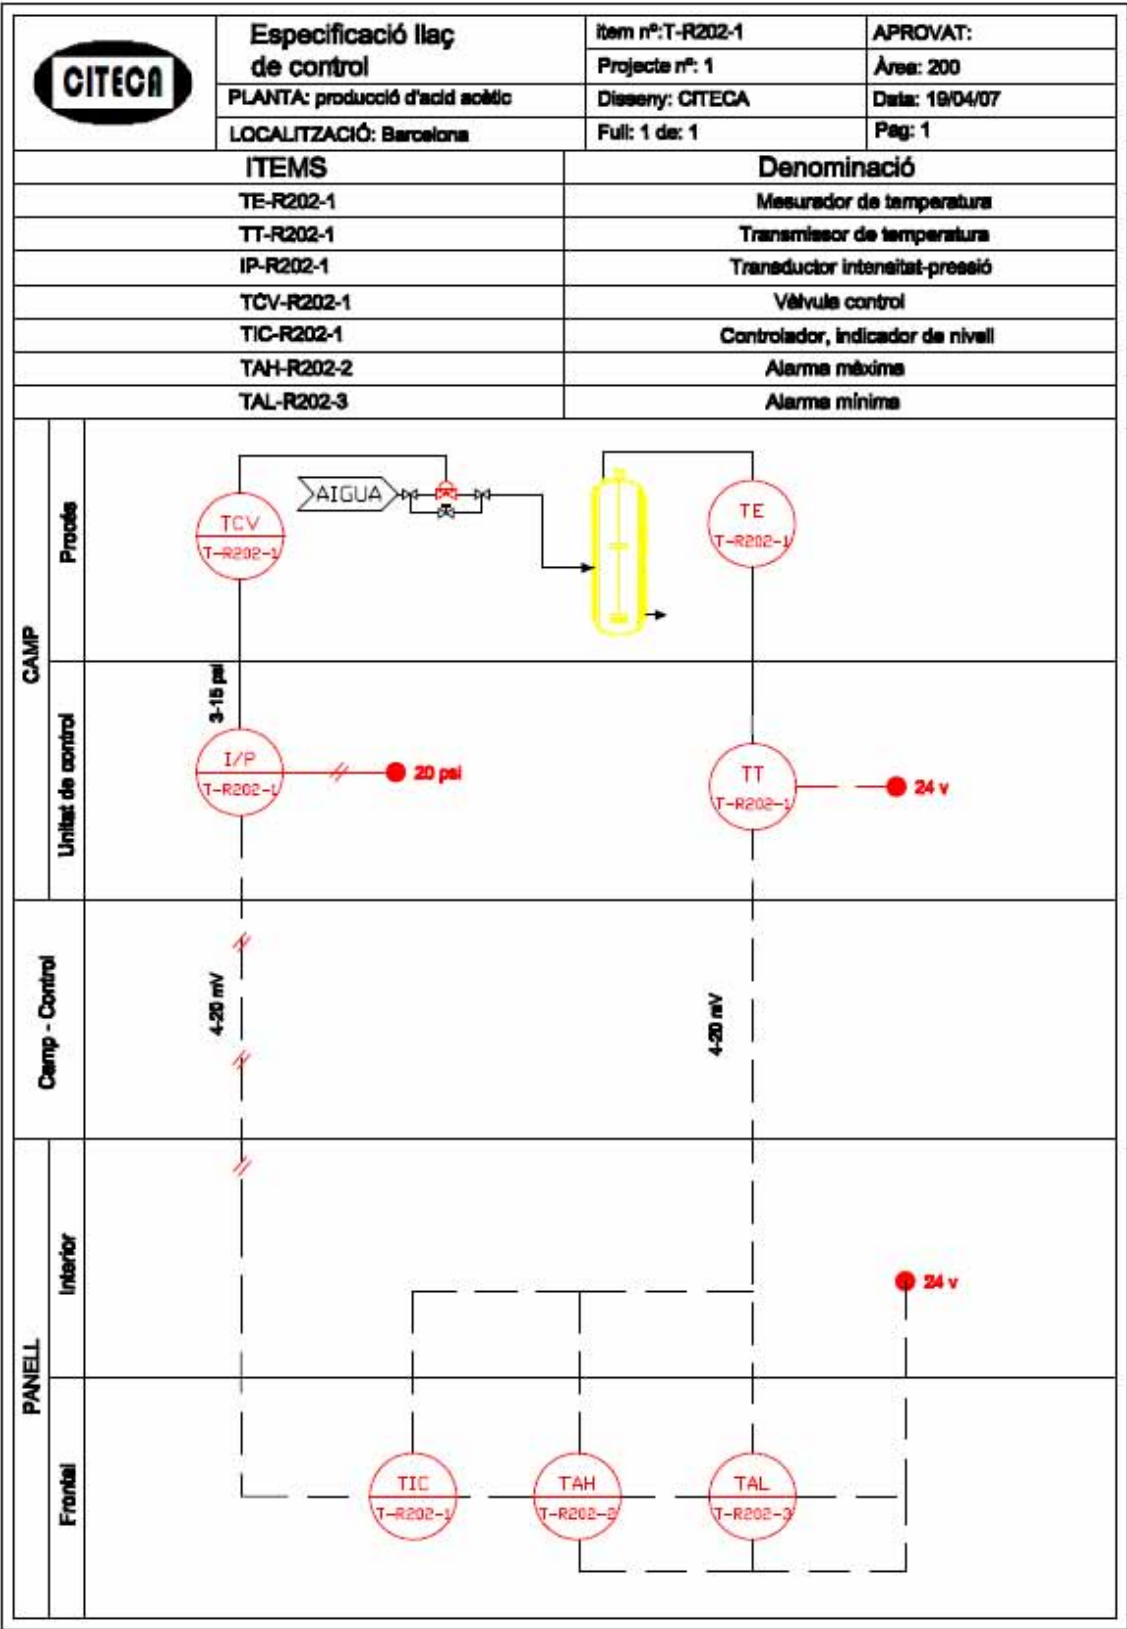 CITECA
Especificació llaç
de control
PLANTA: producció d'acid acètic
LOCALITZACIÓ: Barcelona
Item nº:T-R202-1
APROVAT:
Projecte nº: 1
Àrea: 200
Disseny: CITECA
Data: 19/04/07
Full: 1 de: 1
Pag: 1
ITEMS
Denominació
TE-R202-1
Mesurador de temperatura
TT-R202-1
Transmissor de temperatura
IP-R202-1
Transductor intensitat-pressió
TCV-R202-1
Vàlvula control
TIC-R202-1
Controlador, indicador de nivell
TAH-R202-2
Alarma màxima
TAL-R202-3
Alarma mínima
CAMP
Procés
TCV
T-R202-1
AIGUA
TE
T-R202-1
Unitat de control
3-15 psi
I/P
T-R202-1
20 psi
TT
T-R202-1
24 v
Camp - Control
4-20 mV
4-20 mV
PANELL
Interior
24 v
Frontal
TIC
T-R202-1
TAH
T-R202-2
TAL
T-R202-3